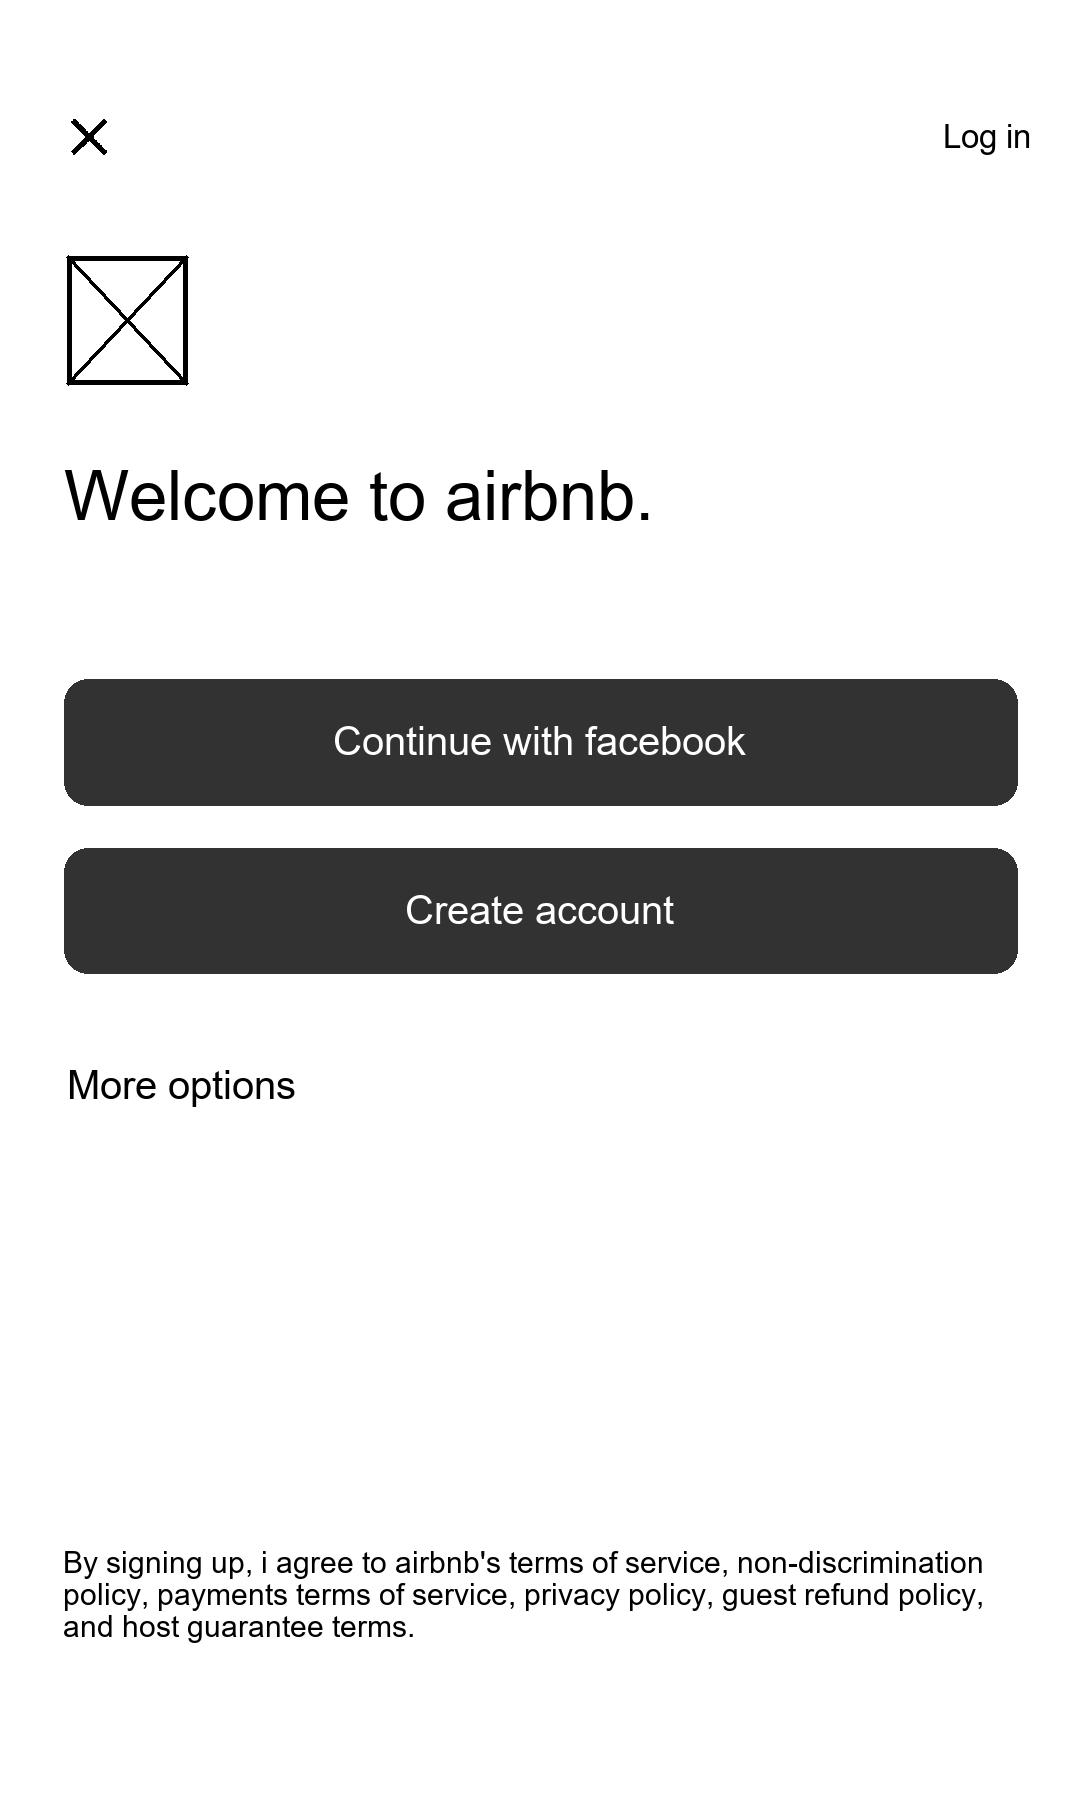 Log in
Welcome to airbnb.
Continue with facebook
Create account
More options
By signing up, i agree to airbnb's terms of service, non-discrimination
policy, payments terms of service, privacy policy, guest refund policy,
and host guarantee terms.